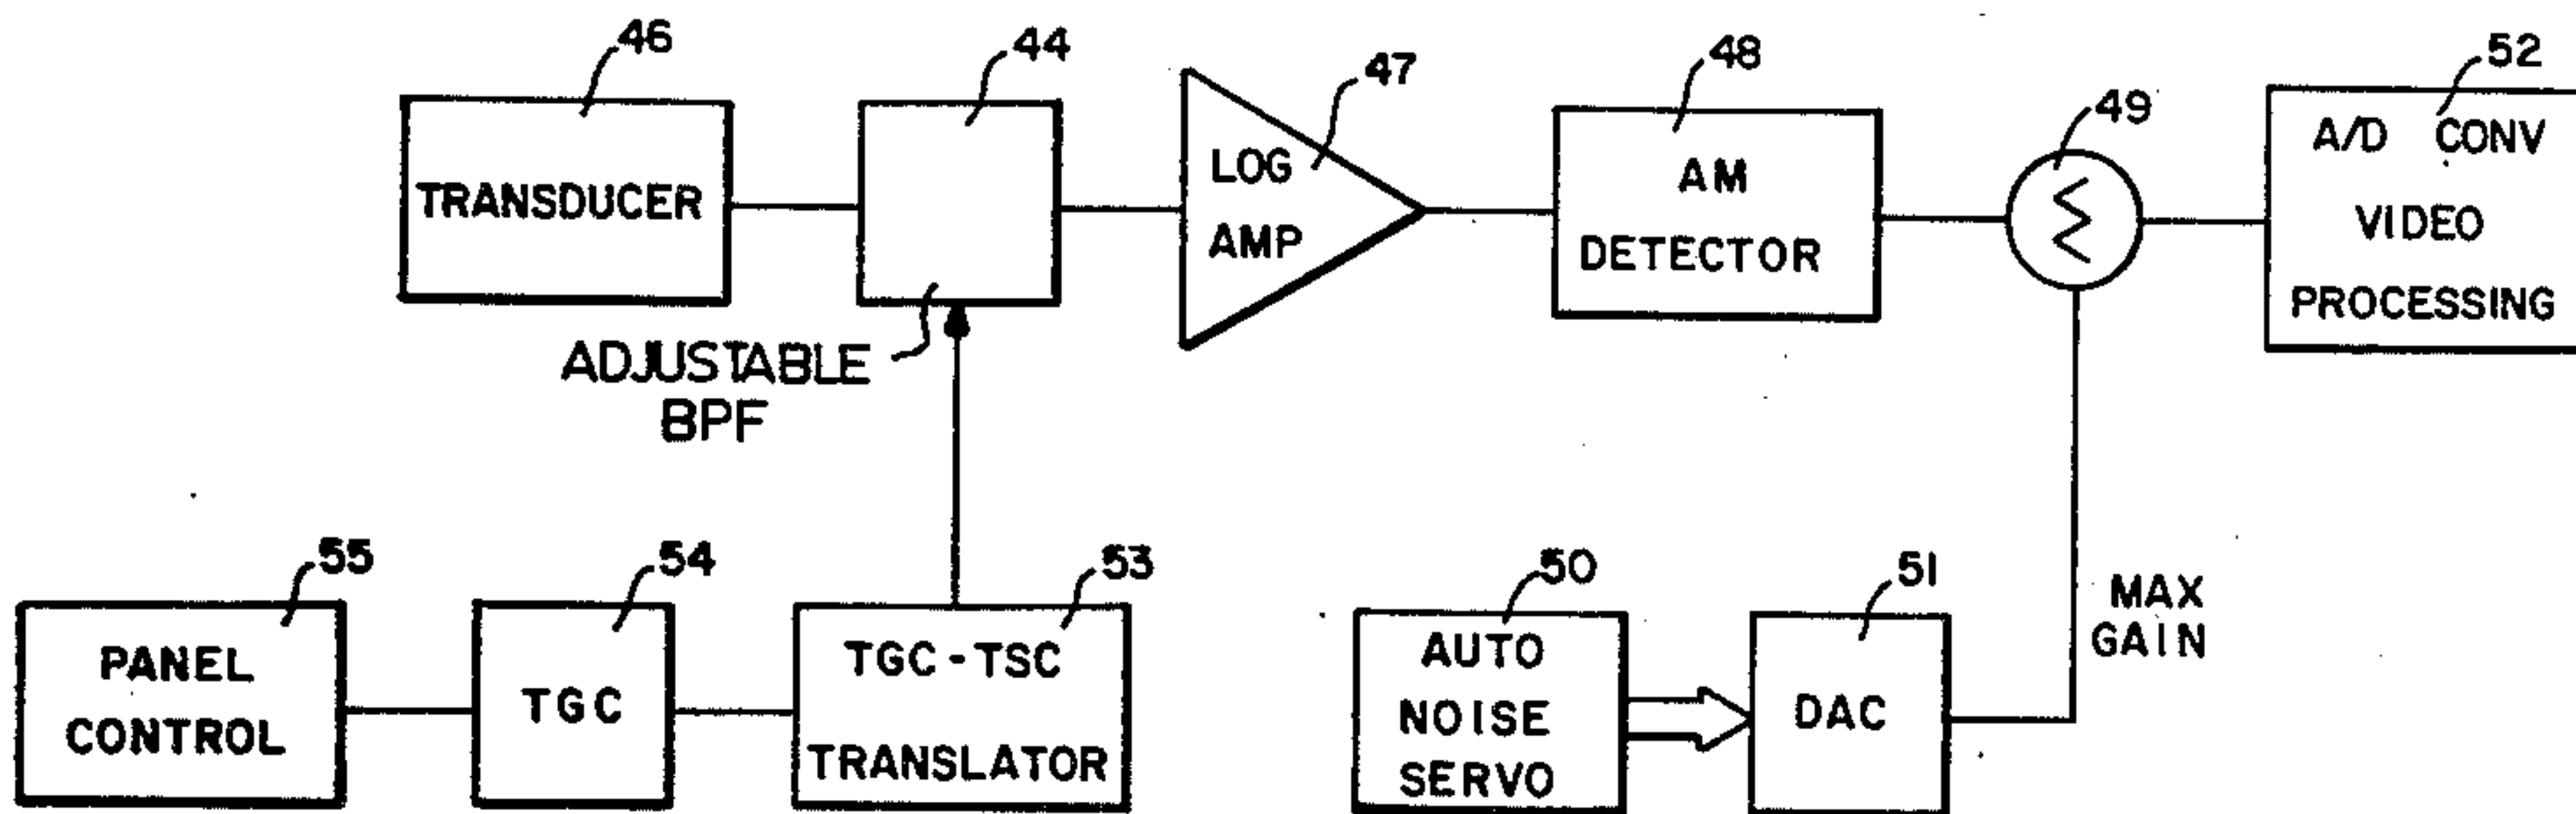 46
TRANSDUCER
44
ADJUSTABLE
BPF
47
LOG
AMP
48
AM
DETECTOR
49
Σ
52
A/D CONV
VIDEO
PROCESSING
55
PANEL
CONTROL
54
TGC
53
TGC-TSC
TRANSLATOR
50
AUTO
NOISE
SERVO
51
DAC
MAX
GAIN